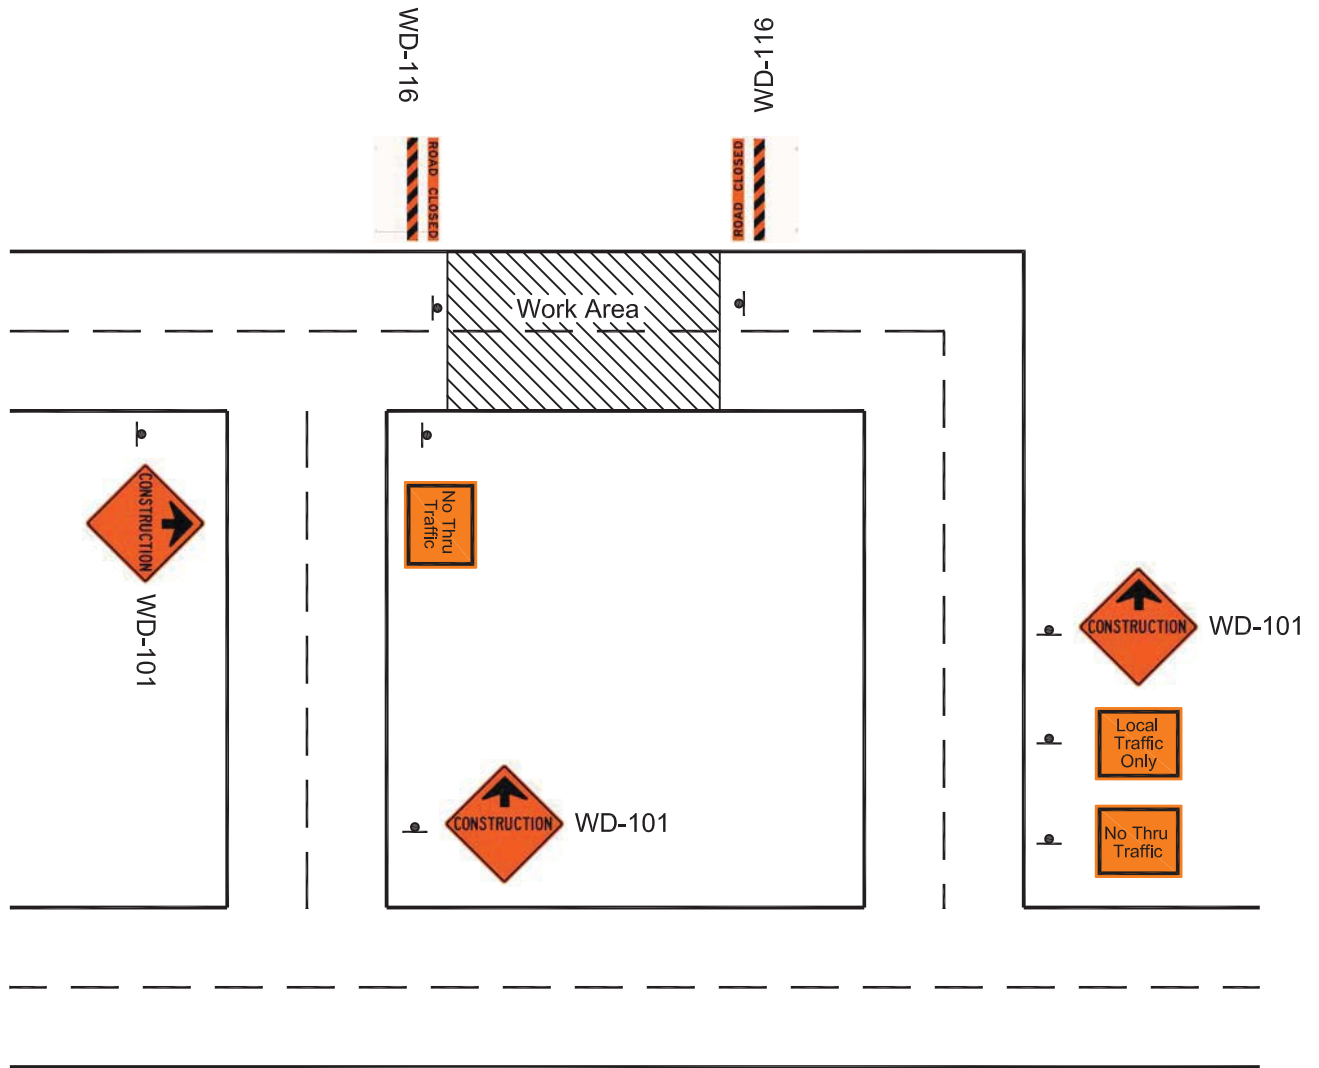 WD-116
WD-116
ROAD CLOSED
ROAD CLOSED
Work Area
CONSTRUCTION
WD-101
No Thru
Traffic
CONSTRUCTION
WD-101
Local
Traffic
Only
No Thru
Traffic
CONSTRUCTION
WD-101